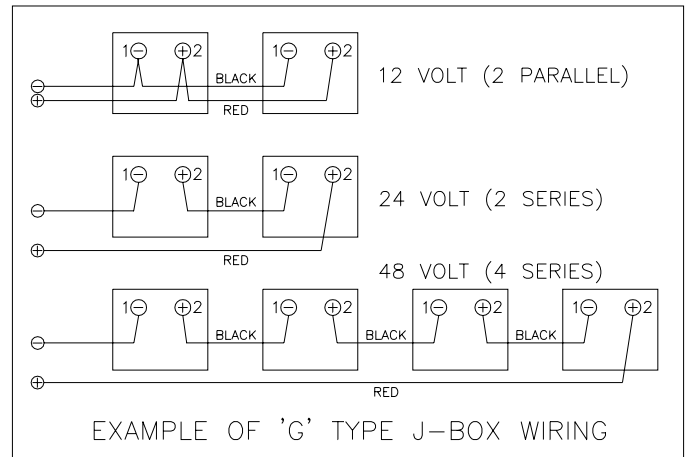 1⊖ ⊕2 1⊖ ⊕2
⊖ BLACK
⊕ RED
12 VOLT (2 PARALLEL)
1⊖ ⊕2 1⊖ ⊕2
⊖ BLACK
24 VOLT (2 SERIES)
⊕ RED
48 VOLT (4 SERIES)
1⊖ ⊕2 1⊖ ⊕2 1⊖ ⊕2 1⊖ ⊕2
⊖ BLACK BLACK BLACK
⊕ RED
EXAMPLE OF 'G' TYPE J-BOX WIRING